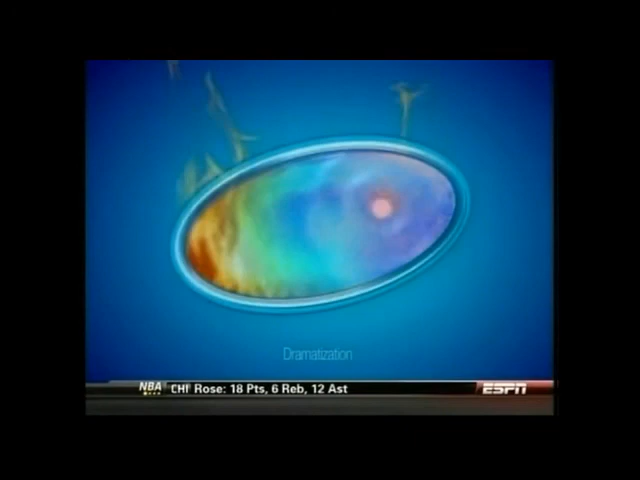 Dramatization
NBA CHI Rose: 18 Pts, 6 Reb, 12 Ast ESPN